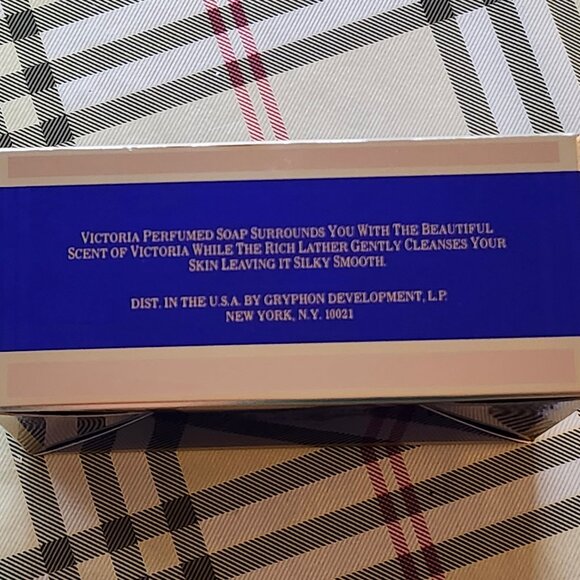 VICTORIA PERFUMED SOAP SURROUNDS YOU WITH THE BEAUTIFUL
SCENT OF VICTORIA WHILE THE RICH LATHER GENTLY CLEANSES YOUR
SKIN LEAVING IT SILKY SMOOTH.
DIST. IN THE U.S.A. BY GRYPHON DEVELOPMENT, L.P.
NEW YORK, N.Y. 10021